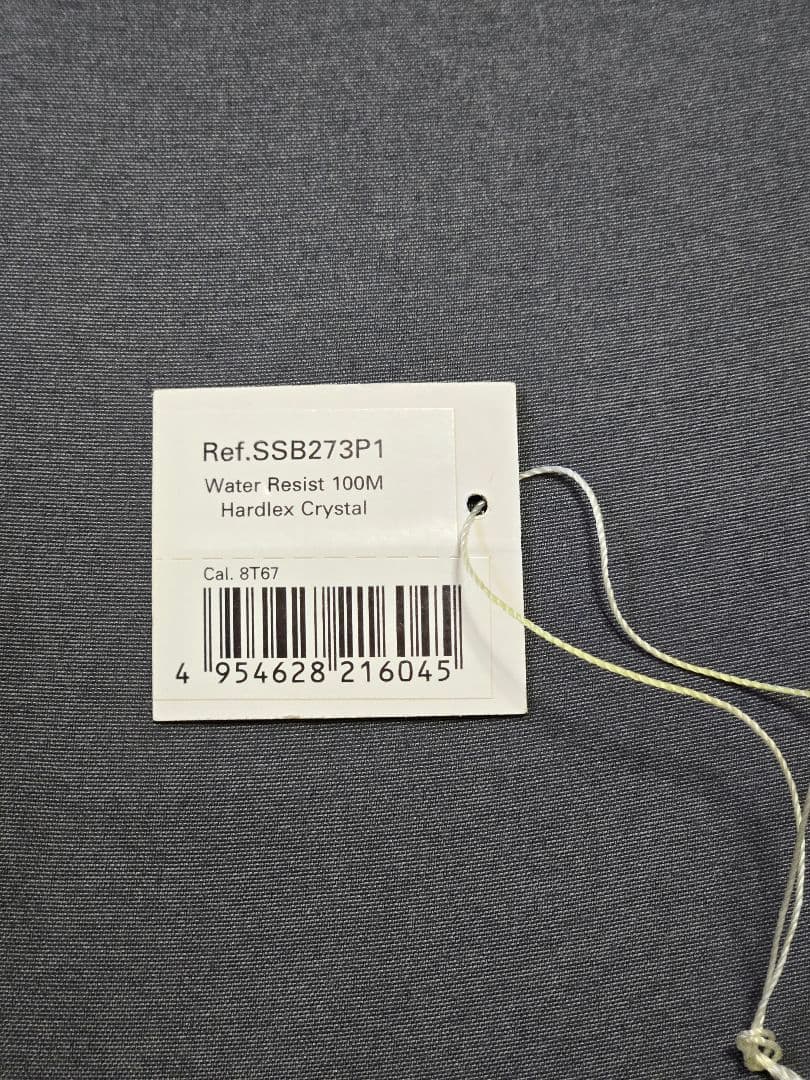 Ref.SSB273P1
Water Resist 100M
Hardlex Crystal
Cal. 8T67
4 954628 216045